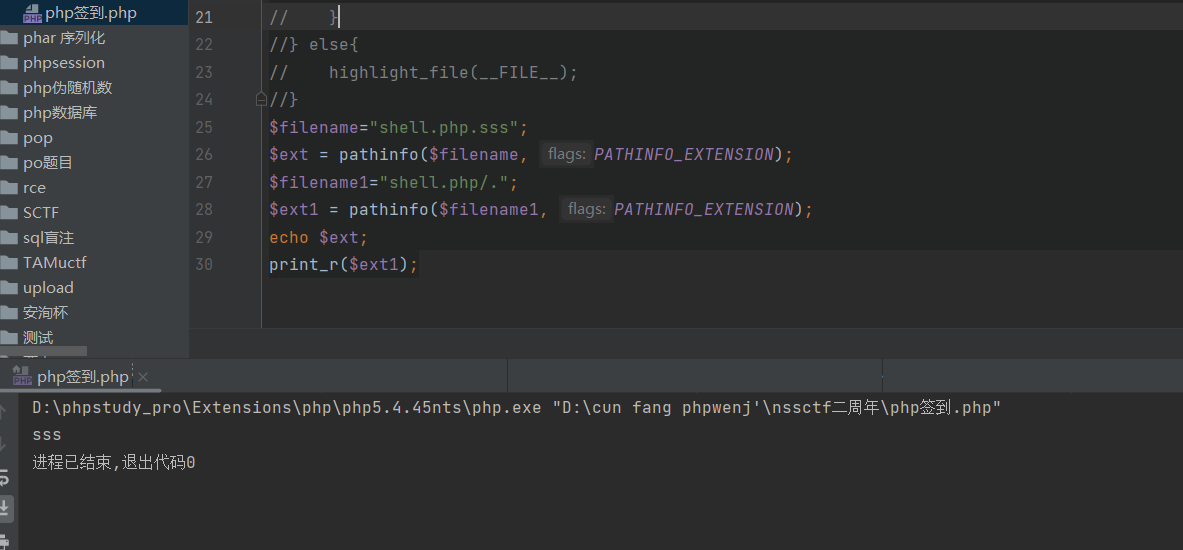 php签到.php
phar 序列化
phpsession
php伪随机数
php数据库
pop
po题目
rce
SCTF
sql盲注
TAMuctf
upload
安洵杯
测试
21 //    }
22 //} else{
23 //    highlight_file(__FILE__);
24 //}
25 $filename="shell.php.sss";
26 $ext = pathinfo($filename, flags: PATHINFO_EXTENSION);
27 $filename1="shell.php/.";
28 $ext1 = pathinfo($filename1, flags: PATHINFO_EXTENSION);
29 echo $ext;
30 print_r($ext1);
php签到.php
D:\phpstudy_pro\Extensions\php\php5.4.45nts\php.exe "D:\cun fang phpwenj'\nssctf二周年\php签到.php"
sss
进程已结束,退出代码0